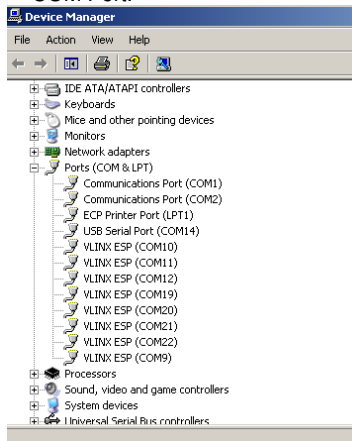 COM Port.
Device Manager
File Action View Help
IDE ATA/ATAPI controllers
Keyboards
Mice and other pointing devices
Monitors
Network adapters
Ports (COM & LPT)
Communications Port (COM1)
Communications Port (COM2)
ECP Printer Port (LPT1)
USB Serial Port (COM14)
VLINX ESP (COM10)
VLINX ESP (COM11)
VLINX ESP (COM12)
VLINX ESP (COM19)
VLINX ESP (COM20)
VLINX ESP (COM21)
VLINX ESP (COM22)
VLINX ESP (COM9)
Processors
Sound, video and game controllers
System devices
Universal Serial Bus controllers